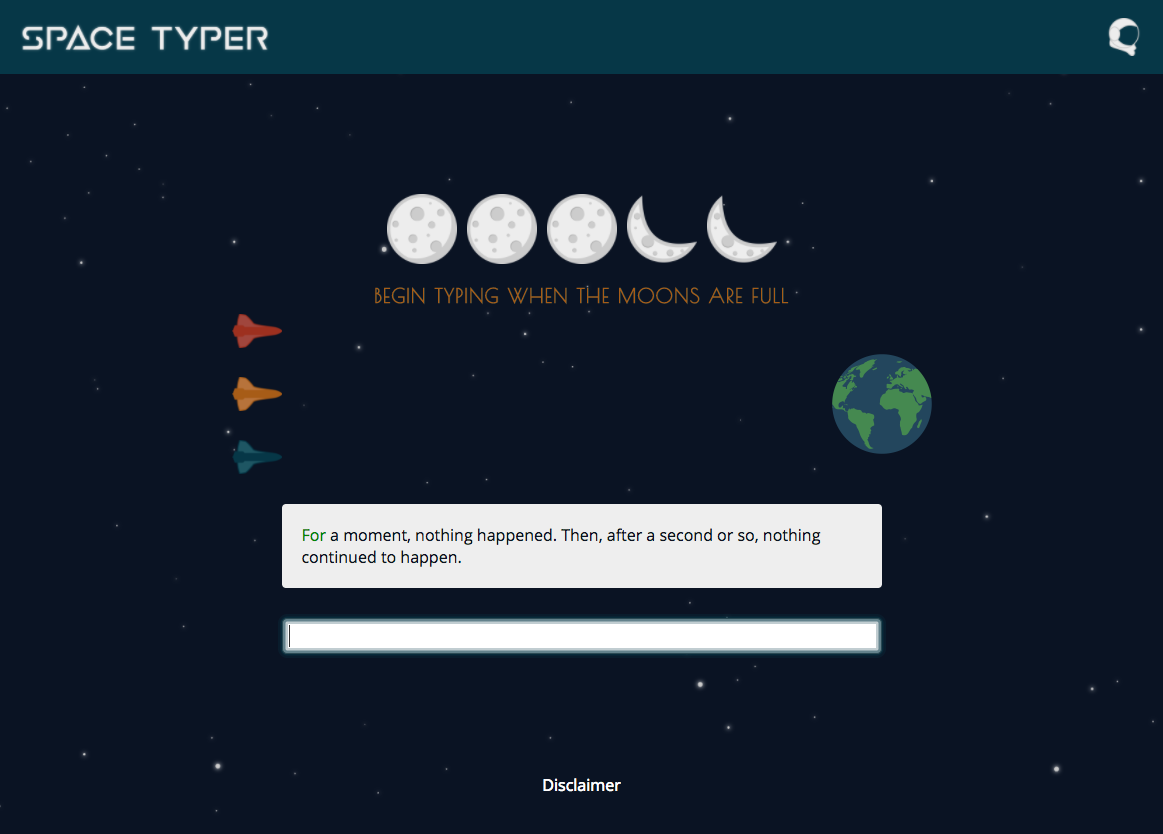 SPACE TYPER
BEGIN TYPING WHEN THE MOONS ARE FULL
For a moment, nothing happened. Then, after a second or so, nothing
continued to happen.
Disclaimer